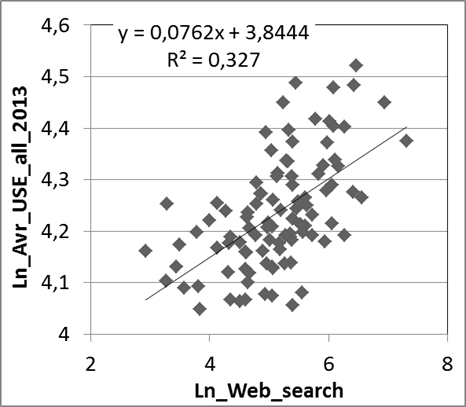 y = 0,0762x + 3,8444
R² = 0,327
Ln_Avr_USE_all_2013
4,6
4,5
4,4
4,3
4,2
4,1
4
2 4 6 8
Ln_Web_search